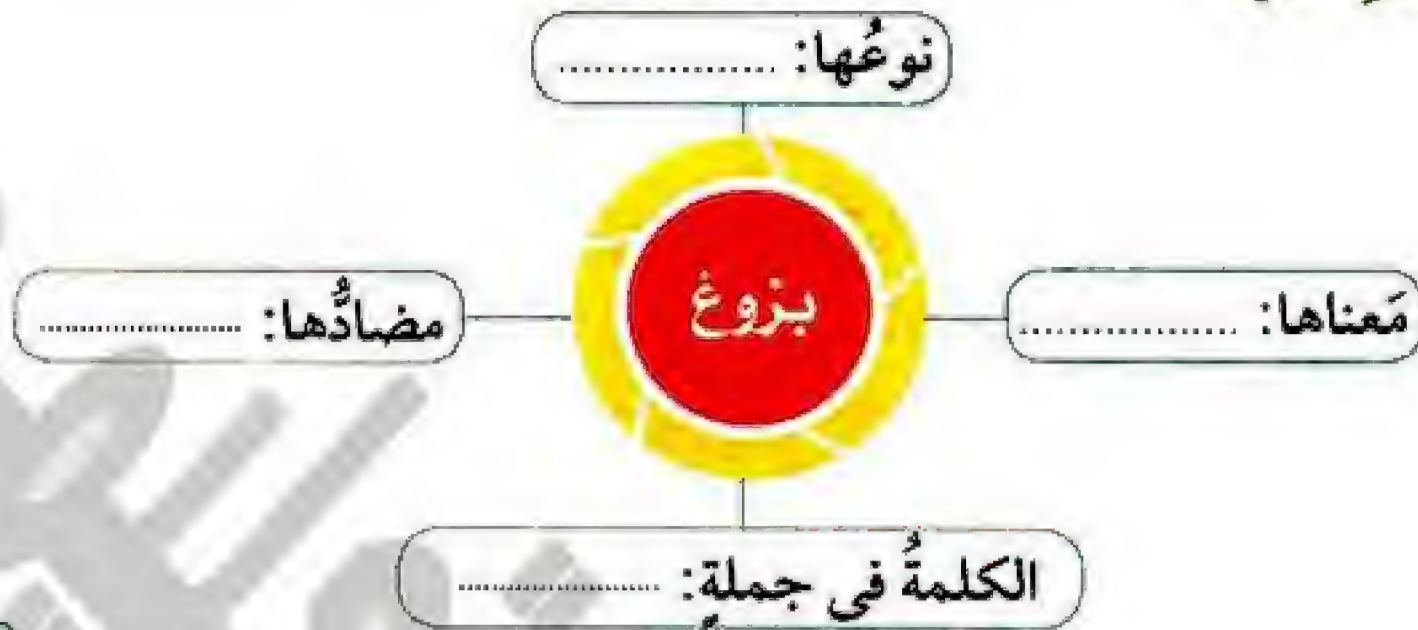 نوعُها: ..................
مَعناها: ..................
بزوغ
مضادُّها: ..................
الكلمةُ في جملةٍ: ..................